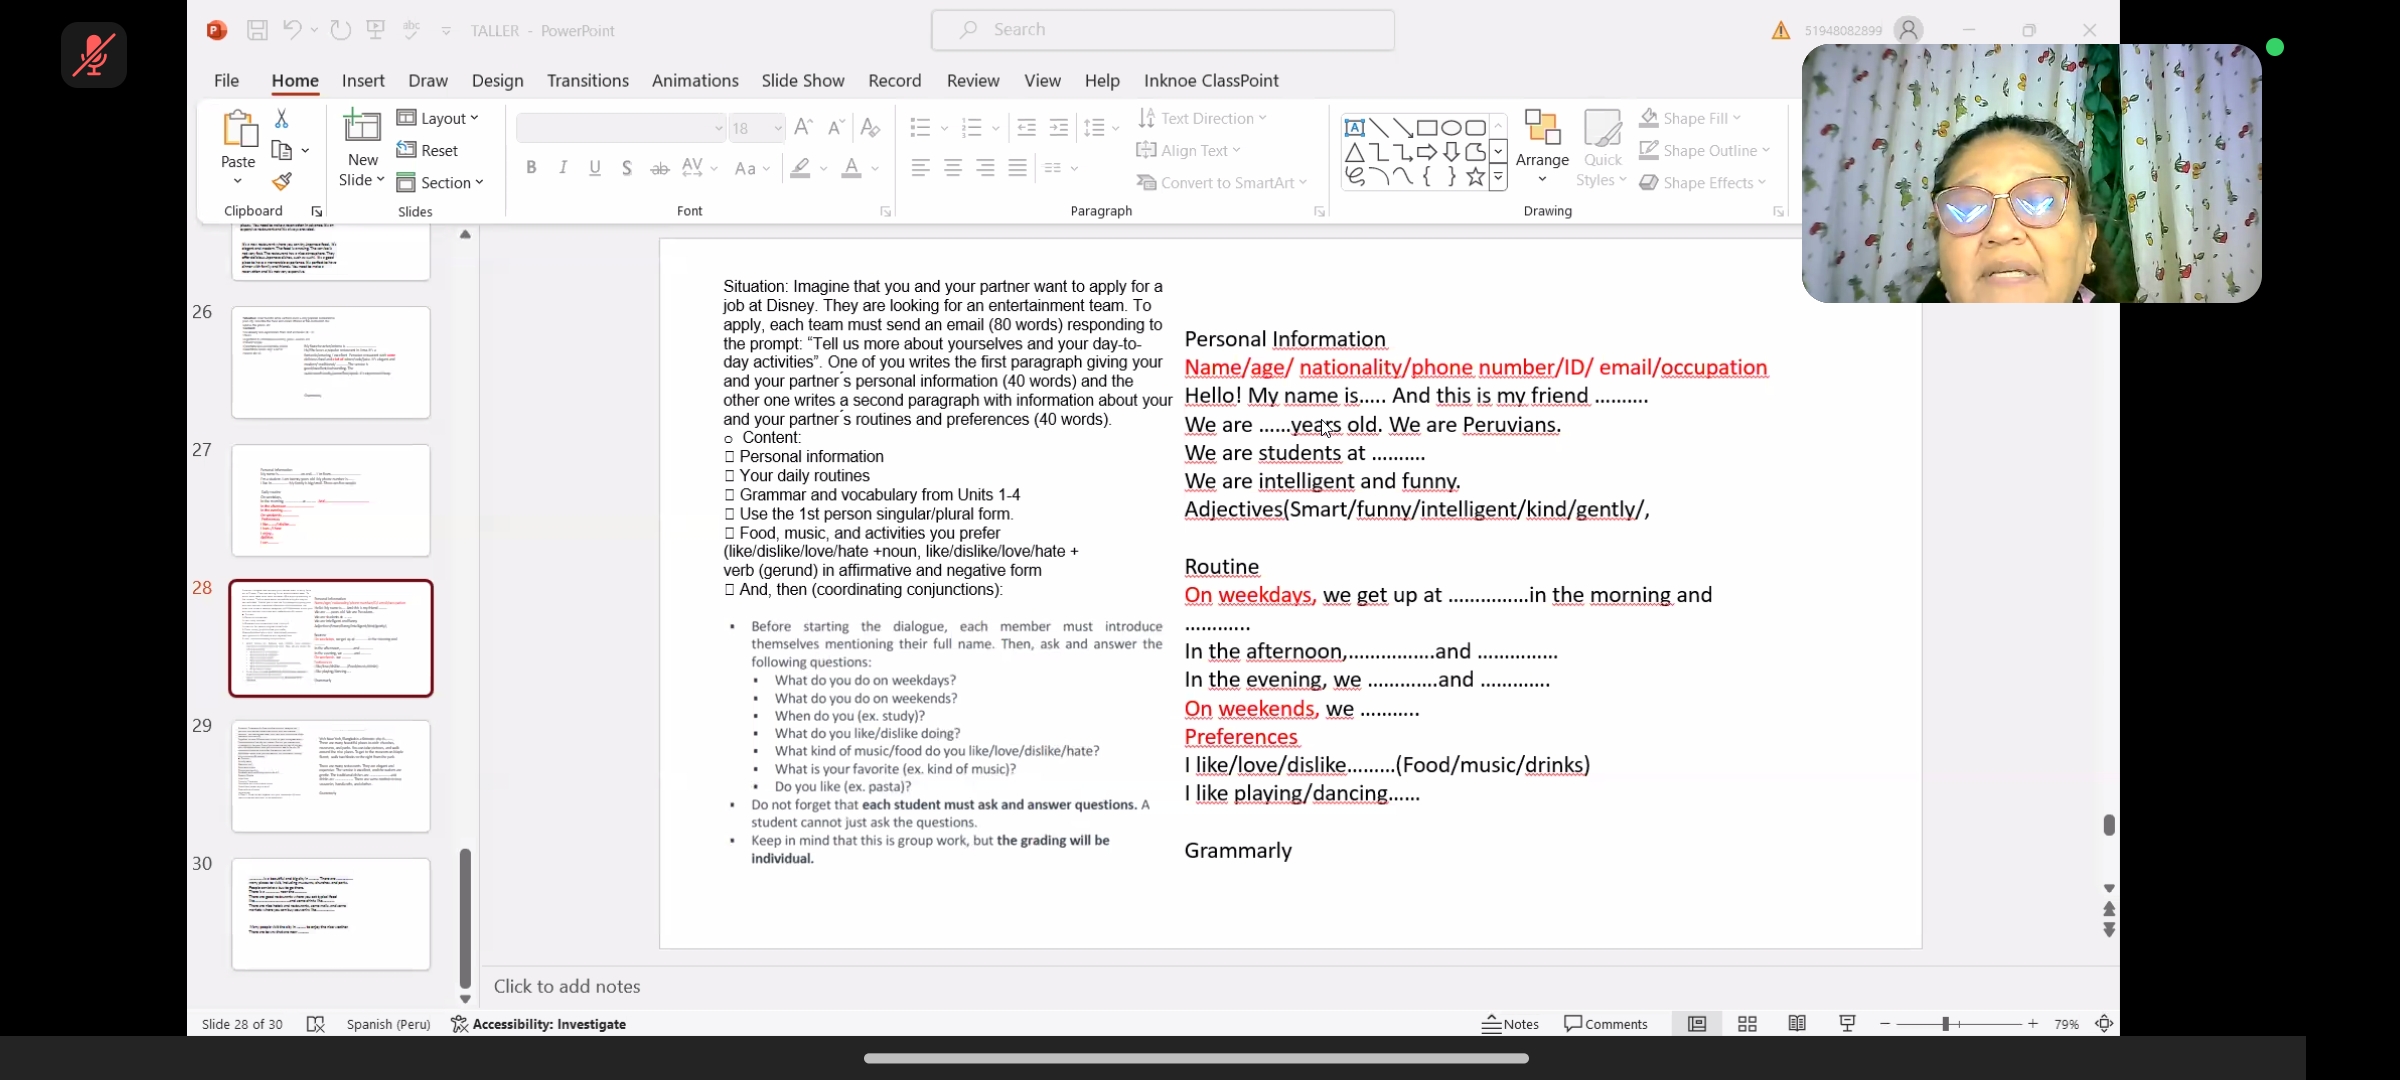 TALLER - PowerPoint
Search
51948082899
File Home Insert Draw Design Transitions Animations Slide Show Record Review View Help Inknoe ClassPoint
Paste
New
Slide
Layout
Reset
Section
18
Text Direction
Align Text
Convert to SmartArt
Arrange
Quick
Styles
Shape Fill
Shape Outline
Shape Effects
Clipboard Slides Font Paragraph Drawing
26
27
28
29
30
Situation: Imagine that you and your partner want to apply for a
job at Disney. They are looking for an entertainment team. To
apply, each team must send an email (80 words) responding to
the prompt: “Tell us more about yourselves and your day-to-
day activities”. One of you writes the first paragraph giving your
and your partner´s personal information (40 words) and the
other one writes a second paragraph with information about your
and your partner´s routines and preferences (40 words).
o Content:
□ Personal information
□ Your daily routines
□ Grammar and vocabulary from Units 1-4
□ Use the 1st person singular/plural form.
□ Food, music, and activities you prefer
(like/dislike/love/hate +noun, like/dislike/love/hate +
verb (gerund) in affirmative and negative form
□ And, then (coordinating conjunctions):
▪ Before starting the dialogue, each member must introduce
themselves mentioning their full name. Then, ask and answer the
following questions:
▪ What do you do on weekdays?
▪ What do you do on weekends?
▪ When do you (ex. study)?
▪ What do you like/dislike doing?
▪ What kind of music/food do you like/love/dislike/hate?
▪ What is your favorite (ex. kind of music)?
▪ Do you like (ex. pasta)?
▪ Do not forget that each student must ask and answer questions. A
student cannot just ask the questions.
▪ Keep in mind that this is group work, but the grading will be
individual.
Personal Information
Name/age/ nationality/phone number/ID/ email/occupation
Hello! My name is..... And this is my friend ..........
We are ......years old. We are Peruvians.
We are students at ..........
We are intelligent and funny.
Adjectives(Smart/funny/intelligent/kind/gently/,
Routine
On weekdays, we get up at ...............in the morning and
............
In the afternoon,................and ...............
In the evening, we .............and .............
On weekends, we ...........
Preferences
I like/love/dislike.........(Food/music/drinks)
I like playing/dancing......
Grammarly
Click to add notes
Slide 28 of 30 Spanish (Peru) Accessibility: Investigate Notes Comments 79%